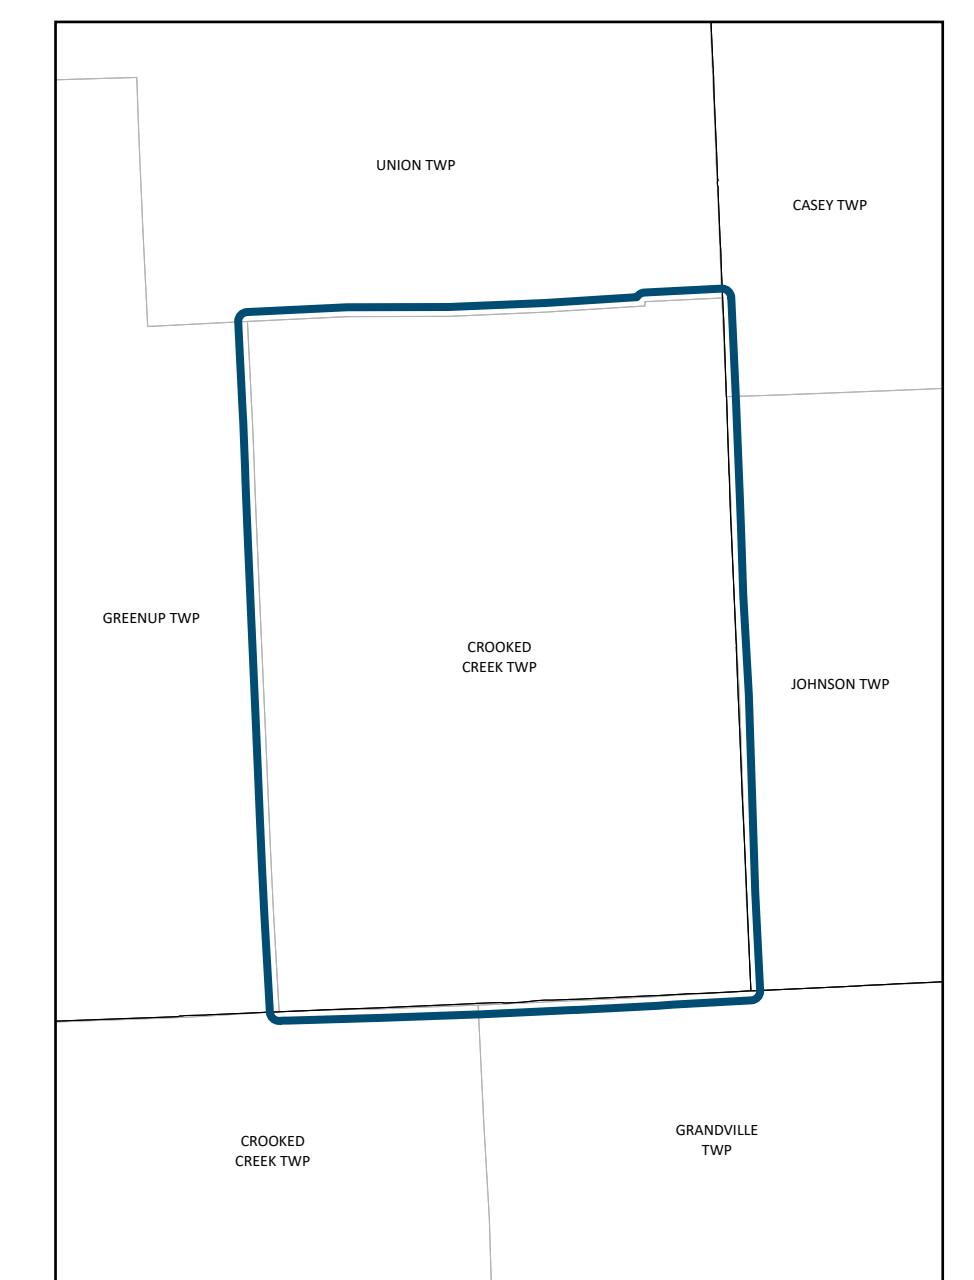 UNION TWP
CASEY TWP
GREENUP TWP
CROOKED
CREEK TWP
JOHNSON TWP
GRANDVILLE
TWP
CROOKED
CREEK TWP